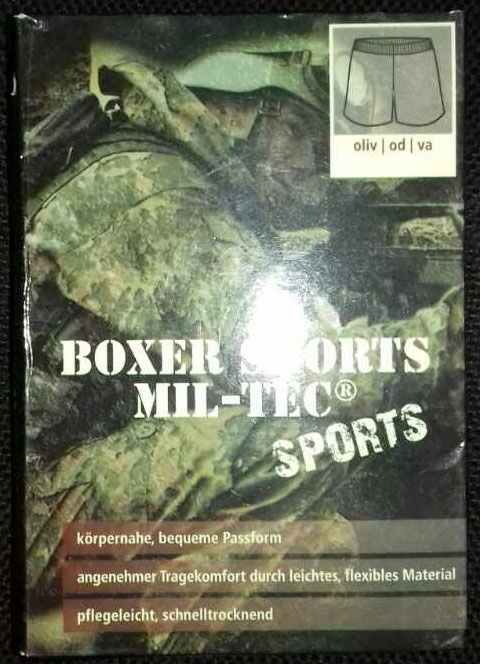 oliv | od | va
BOXER SPORTS
MIL-TEC®
SPORTS
körpernahe, bequeme Passform
angenehmer Tragekomfort durch leichtes, flexibles Material
pflegeleicht, schnelltrocknend